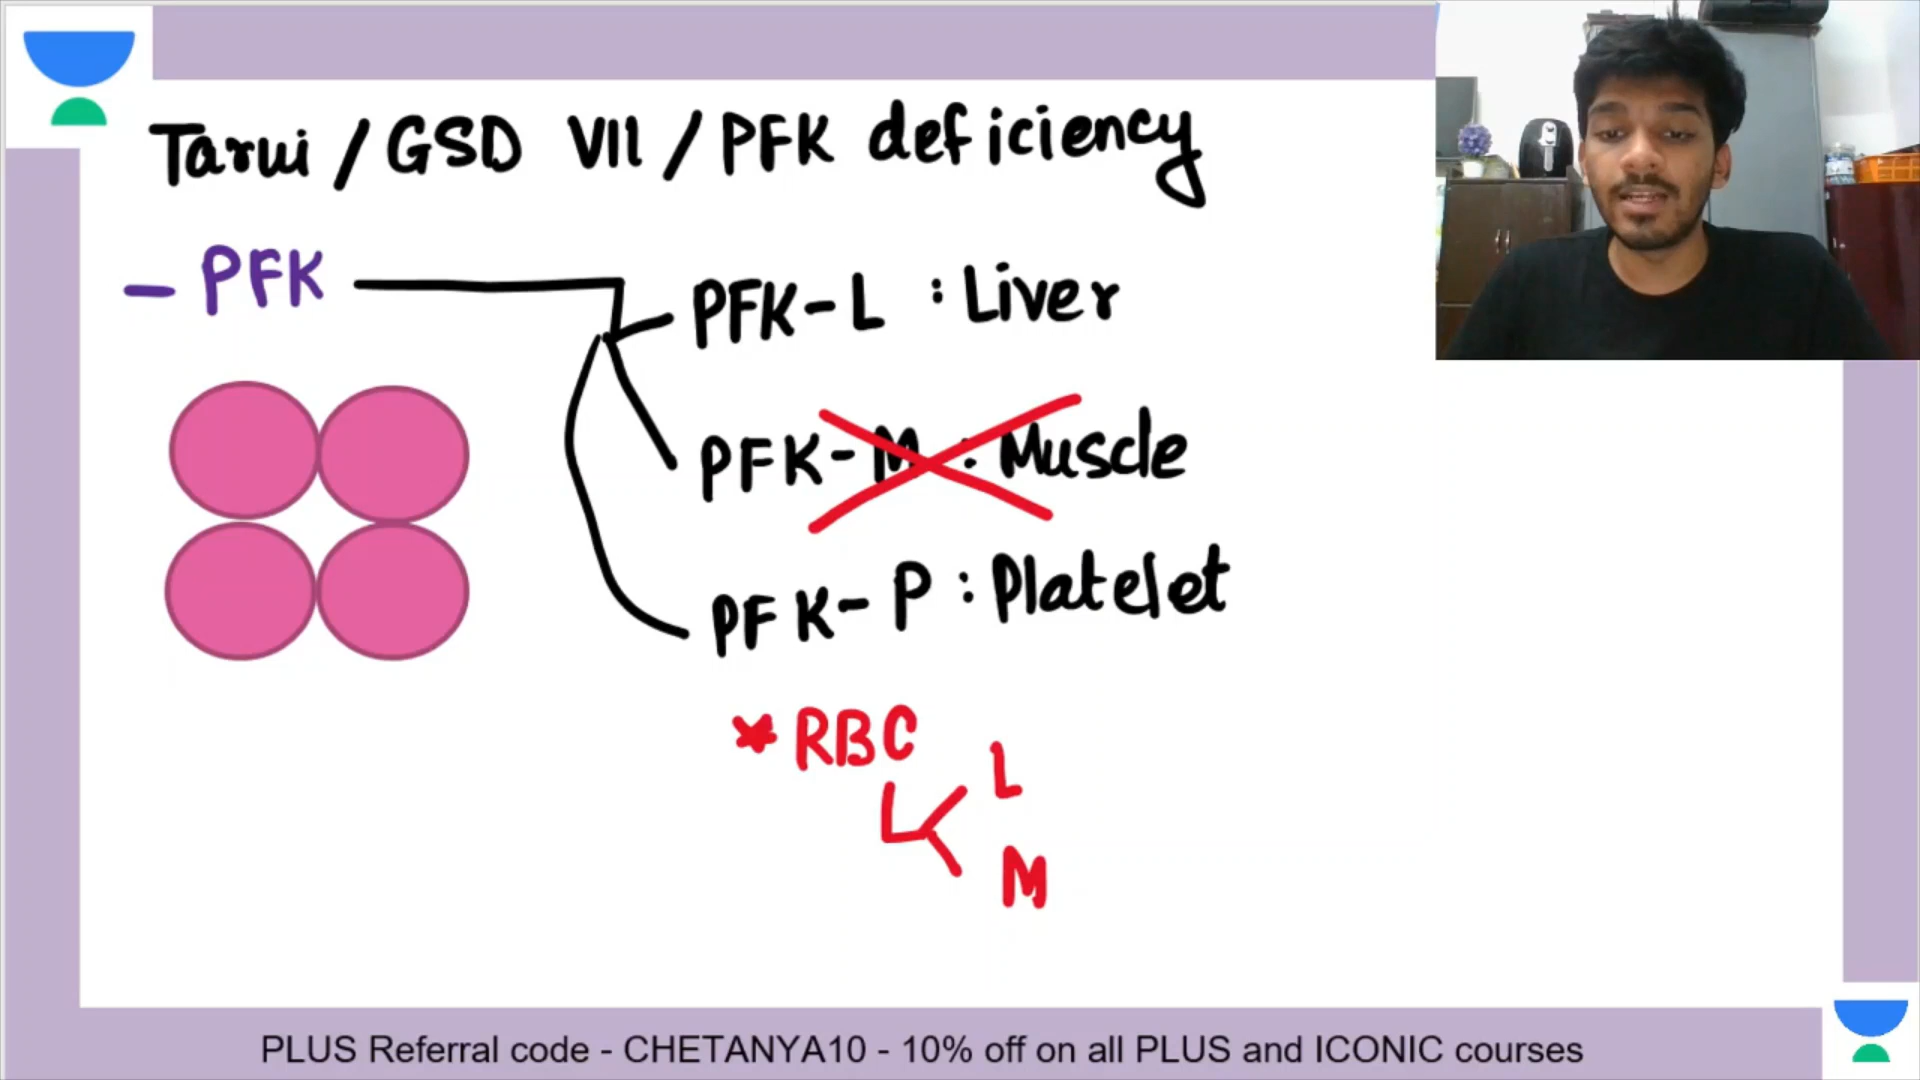 Tarui / GSD VII / PFK deficiency
- PFK
PFK-L : Liver
PFK-M : Muscle
PFK-P : Platelet
* RBC
L
M
PLUS Referral code - CHETANYA10 - 10% off on all PLUS and ICONIC courses